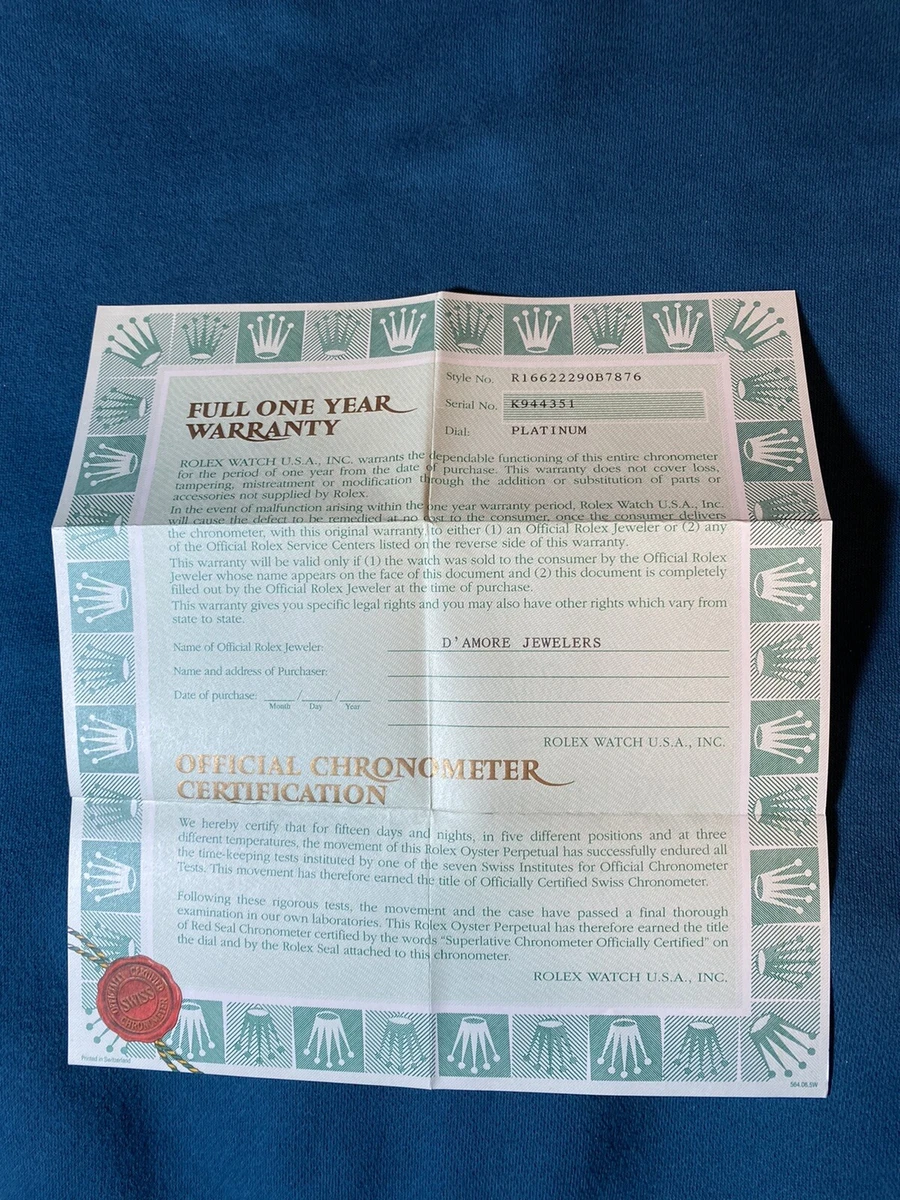 Style No. R16622290B7876
FULL ONE YEAR
WARRANTY
Serial No. K944351
Dial: PLATINUM
ROLEX WATCH U.S.A., INC. warrants the dependable functioning of this entire chronometer
for the period of one year from the date of purchase. This warranty does not cover loss,
tampering, mistreatment or modification through the addition or substitution of parts or
accessories not supplied by Rolex.
In the event of malfunction arising within the one year warranty period, Rolex Watch U.S.A., Inc.
will cause the defect to be remedied at no cost to the consumer, once the consumer delivers
the chronometer, with this original warranty to either (1) an Official Rolex Jeweler or (2) any
of the Official Rolex Service Centers listed on the reverse side of this warranty.
This warranty will be valid only if (1) the watch was sold to the consumer by the Official Rolex
Jeweler whose name appears on the face of this document and (2) this document is completely
filled out by the Official Rolex Jeweler at the time of purchase.
This warranty gives you specific legal rights and you may also have other rights which vary from
state to state.
Name of Official Rolex Jeweler: D'AMORE JEWELERS
Name and address of Purchaser:
Date of purchase: ____/____/____
Month Day Year
ROLEX WATCH U.S.A., INC.
OFFICIAL CHRONOMETER
CERTIFICATION
We hereby certify that for fifteen days and nights, in five different positions and at three
different temperatures, the movement of this Rolex Oyster Perpetual has successfully endured all
the time-keeping tests instituted by one of the seven Swiss Institutes for Official Chronometer
Tests. This movement has therefore earned the title of Officially Certified Swiss Chronometer.
Following these rigorous tests, the movement and the case have passed a final thorough
examination in our own laboratories. This Rolex Oyster Perpetual has therefore earned the title
of Red Seal Chronometer certified by the words "Superlative Chronometer Officially Certified" on
the dial and by the Rolex Seal attached to this chronometer.
ROLEX WATCH U.S.A., INC.
OFFICIALLY CERTIFIED
SWISS
CHRONOMETER
Printed in Switzerland
564.06.5W